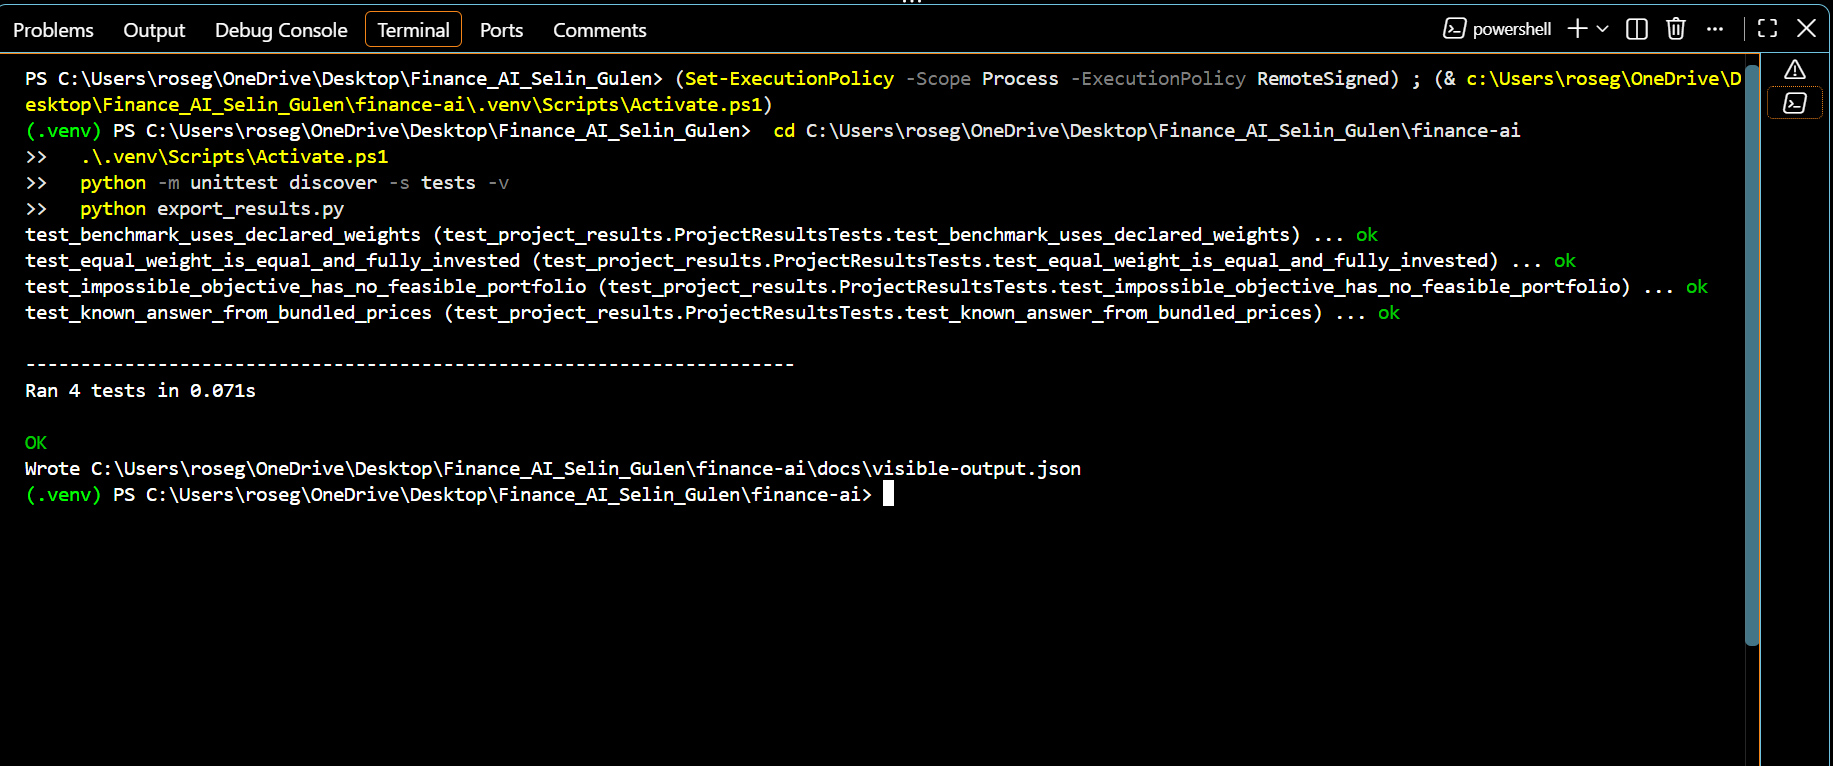 Problems Output Debug Console Terminal Ports Comments powershell
PS C:\Users\roseg\OneDrive\Desktop\Finance_AI_Selin_Gulen> (Set-ExecutionPolicy -Scope Process -ExecutionPolicy RemoteSigned) ; (& c:\Users\roseg\OneDrive\D
esktop\Finance_AI_Selin_Gulen\finance-ai\.venv\Scripts\Activate.ps1)
(.venv) PS C:\Users\roseg\OneDrive\Desktop\Finance_AI_Selin_Gulen>  cd C:\Users\roseg\OneDrive\Desktop\Finance_AI_Selin_Gulen\finance-ai
>>   .\.venv\Scripts\Activate.ps1
>>   python -m unittest discover -s tests -v
>>   python export_results.py
test_benchmark_uses_declared_weights (test_project_results.ProjectResultsTests.test_benchmark_uses_declared_weights) ... ok
test_equal_weight_is_equal_and_fully_invested (test_project_results.ProjectResultsTests.test_equal_weight_is_equal_and_fully_invested) ... ok
test_impossible_objective_has_no_feasible_portfolio (test_project_results.ProjectResultsTests.test_impossible_objective_has_no_feasible_portfolio) ... ok
test_known_answer_from_bundled_prices (test_project_results.ProjectResultsTests.test_known_answer_from_bundled_prices) ... ok
----------------------------------------------------------------------
Ran 4 tests in 0.071s
OK
Wrote C:\Users\roseg\OneDrive\Desktop\Finance_AI_Selin_Gulen\finance-ai\docs\visible-output.json
(.venv) PS C:\Users\roseg\OneDrive\Desktop\Finance_AI_Selin_Gulen\finance-ai>